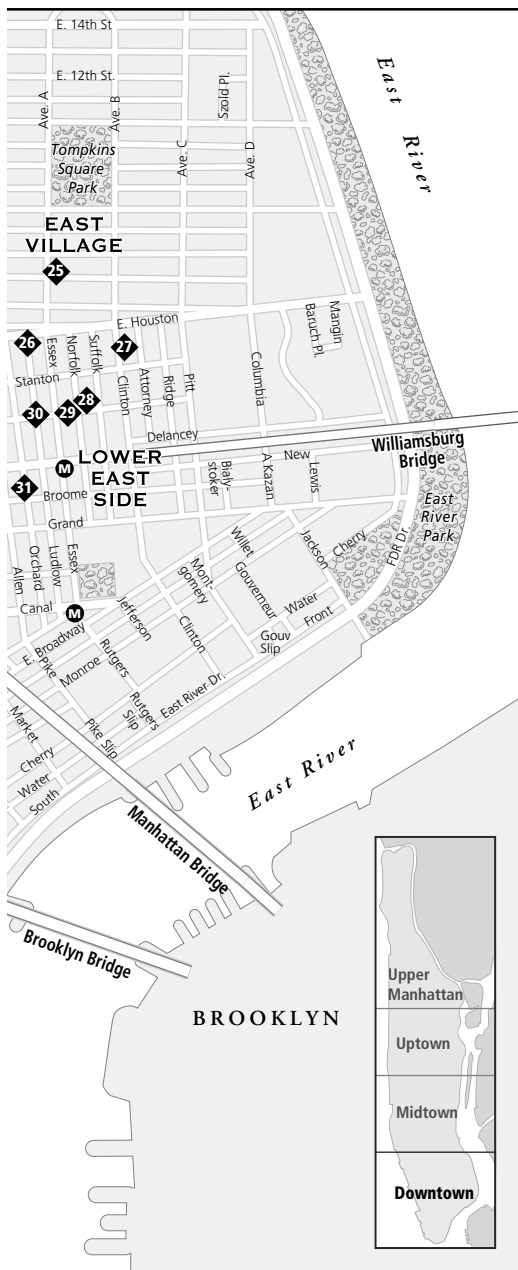 E. 14th St
East River
E. 12th St.
Szold Pl.
Ave. A
Ave. B
Ave. C
Ave. D
Tompkins
Square
Park
EAST
VILLAGE
25
E. Houston
Mangin
Baruch Pl.
26
Essex
Norfolk
Suffolk
27
Stanton
Clinton
Attorney
Ridge
Pitt
Columbia
30
29
28
Delancey
Williamsburg
Bridge
M
LOWER
EAST
SIDE
New
31
Broome
Bialy-
stoker
A. Kazan
Lewis
East
River
Park
Grand
Allen
Orchard
Ludlow
Essex
Willet
Jackson
Cherry
FDR Dr.
Mont-
gomery
Gouverneur
Water
Front
Canal
M
Jefferson
Clinton
Gouv
Slip
E. Broadway
Pike
Monroe
Rutgers
Rutgers
Slip
East River Dr.
Market
Pike Slip
Cherry
Water
South
East River
Manhattan Bridge
Brooklyn Bridge
BROOKLYN
Upper
Manhattan
Uptown
Midtown
Downtown